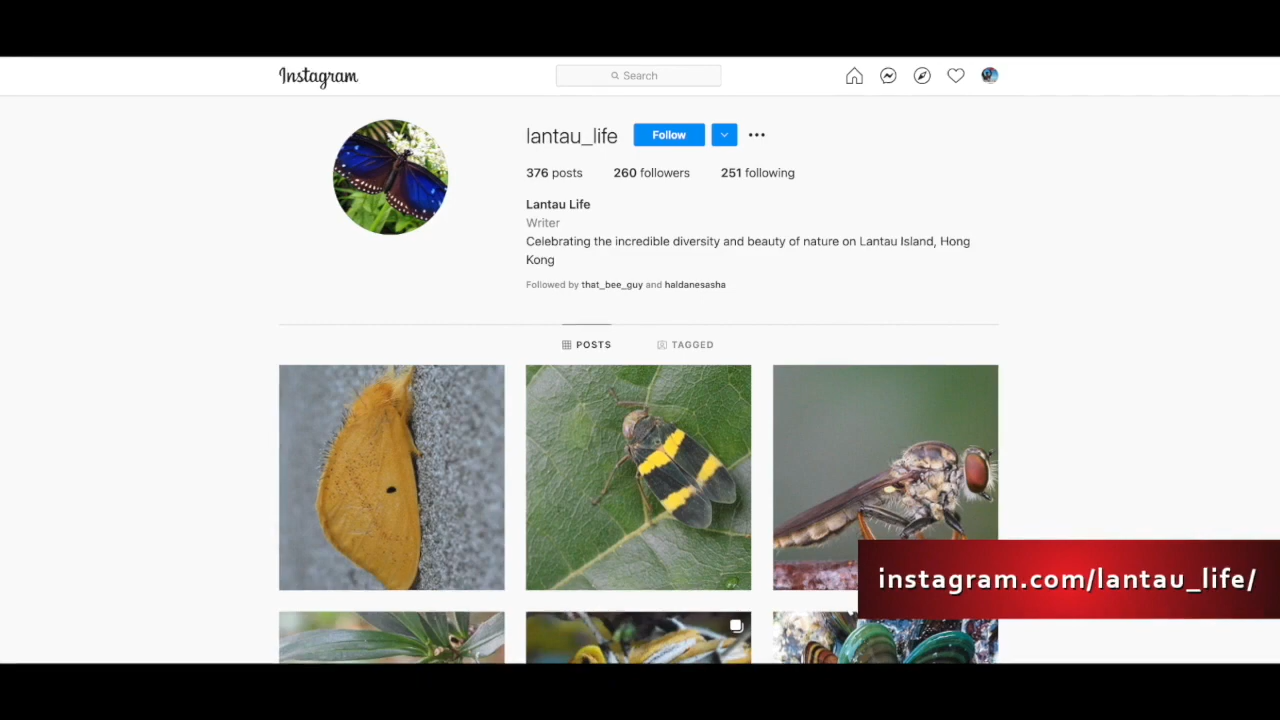 Instagram
Search
lantau_life
Follow
376 posts 260 followers 251 following
Lantau Life
Writer
Celebrating the incredible diversity and beauty of nature on Lantau Island, Hong
Kong
Followed by that_bee_guy and haldanesasha
POSTS TAGGED
instagram.com/lantau_life/